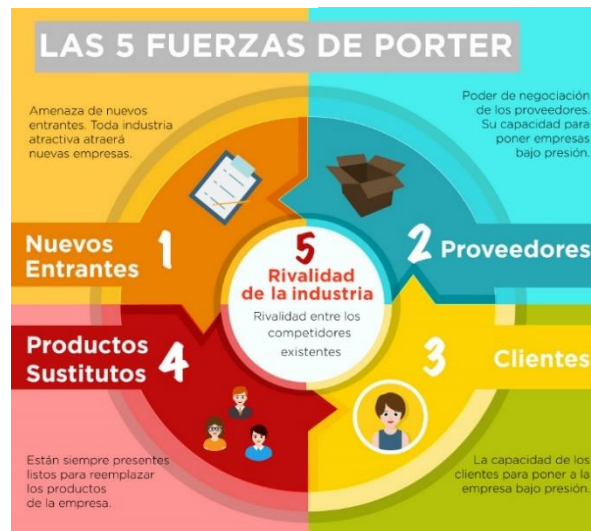 LAS 5 FUERZAS DE PORTER
Amenaza de nuevos
entrantes. Toda industria
atractiva atraerá
nuevas empresas.
Poder de negociación
de los proveedores.
Su capacidad para
poner empresas
bajo presión.
Nuevos
Entrantes
1
2
Proveedores
5
Rivalidad
de la industria
Rivalidad entre los
competidores
existentes
Productos
Sustitutos
4
3
Clientes
Están siempre presentes
listos para reemplazar
los productos
de la empresa.
La capacidad de los
clientes para poner a la
empresa bajo presión.